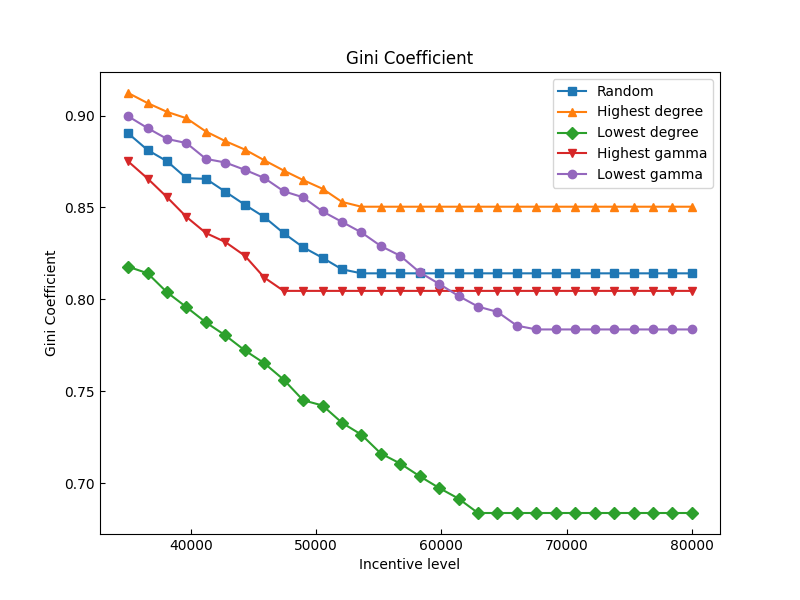 Gini Coefficient
Random
Highest degree
Lowest degree
Highest gamma
Lowest gamma
Gini Coefficient
0.90
0.85
0.80
0.75
0.70
40000 50000 60000 70000 80000
Incentive level